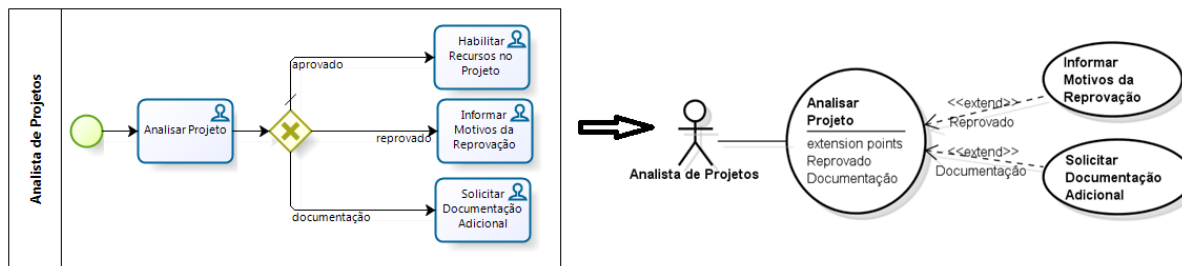 Analista de Projetos
Analisar Projeto
aprovado
Habilitar
Recursos no
Projeto
reprovado
Informar
Motivos da
Reprovação
documentação
Solicitar
Documentação
Adicional
Analista de Projetos
Analisar
Projeto
extension points
Reprovado
Documentação
<<extend>>
Reprovado
Informar
Motivos da
Reprovação
<<extend>>
Documentação
Solicitar
Documentação
Adicional